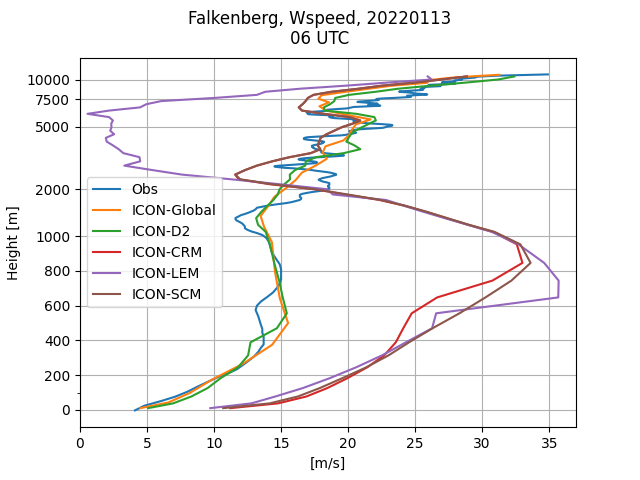 Falkenberg, Wspeed, 20220113
06 UTC
10000
7500
5000
2000
1000
800
600
400
200
0
Height [m]
Obs
ICON-Global
ICON-D2
ICON-CRM
ICON-LEM
ICON-SCM
0 5 10 15 20 25 30 35
[m/s]